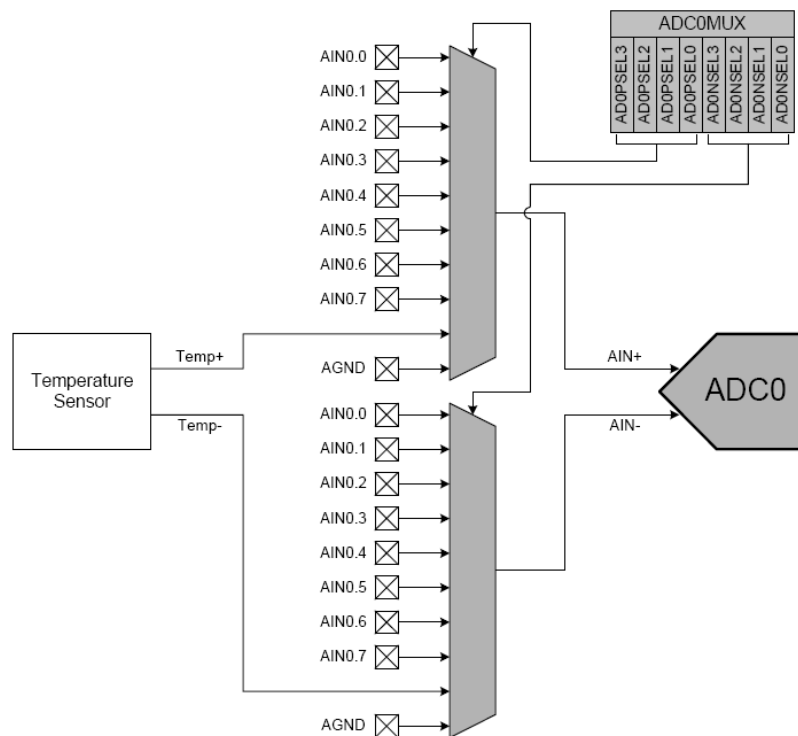 ADC0MUX
AD0PSEL3
AD0PSEL2
AD0PSEL1
AD0PSEL0
AD0NSEL3
AD0NSEL2
AD0NSEL1
AD0NSEL0
AIN0.0
AIN0.1
AIN0.2
AIN0.3
AIN0.4
AIN0.5
AIN0.6
AIN0.7
AGND
Temperature
Sensor
Temp+
Temp-
AIN+
AIN-
ADC0
AIN0.0
AIN0.1
AIN0.2
AIN0.3
AIN0.4
AIN0.5
AIN0.6
AIN0.7
AGND